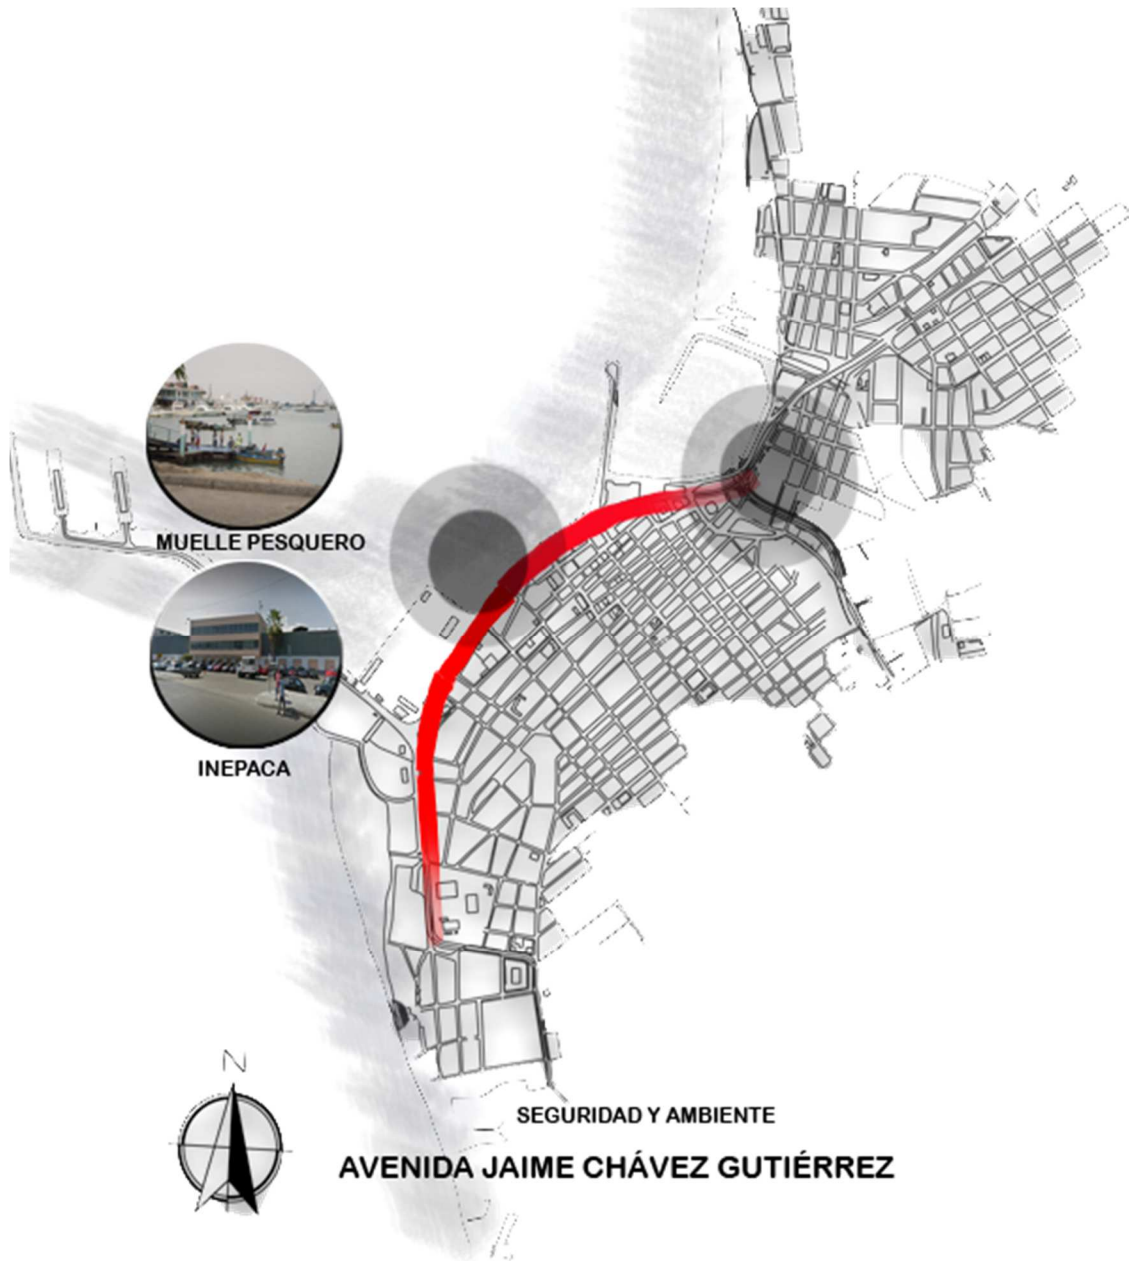 MUELLE PESQUERO
INEPACA
N
SEGURIDAD Y AMBIENTE
AVENIDA JAIME CHÁVEZ GUTIÉRREZ